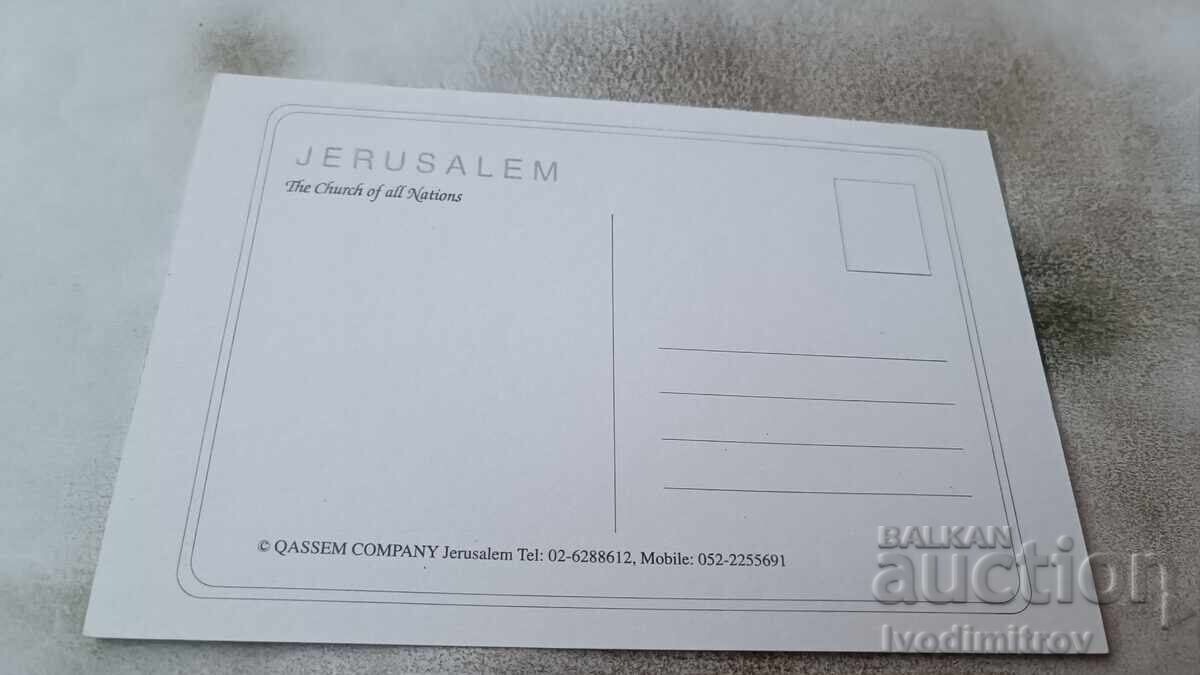 JERUSALEM
The Church of all Nations
© QASSEM COMPANY Jerusalem Tel: 02-6288612, Mobile: 052-2255691
BALKAN
auction
Ivodimitrov